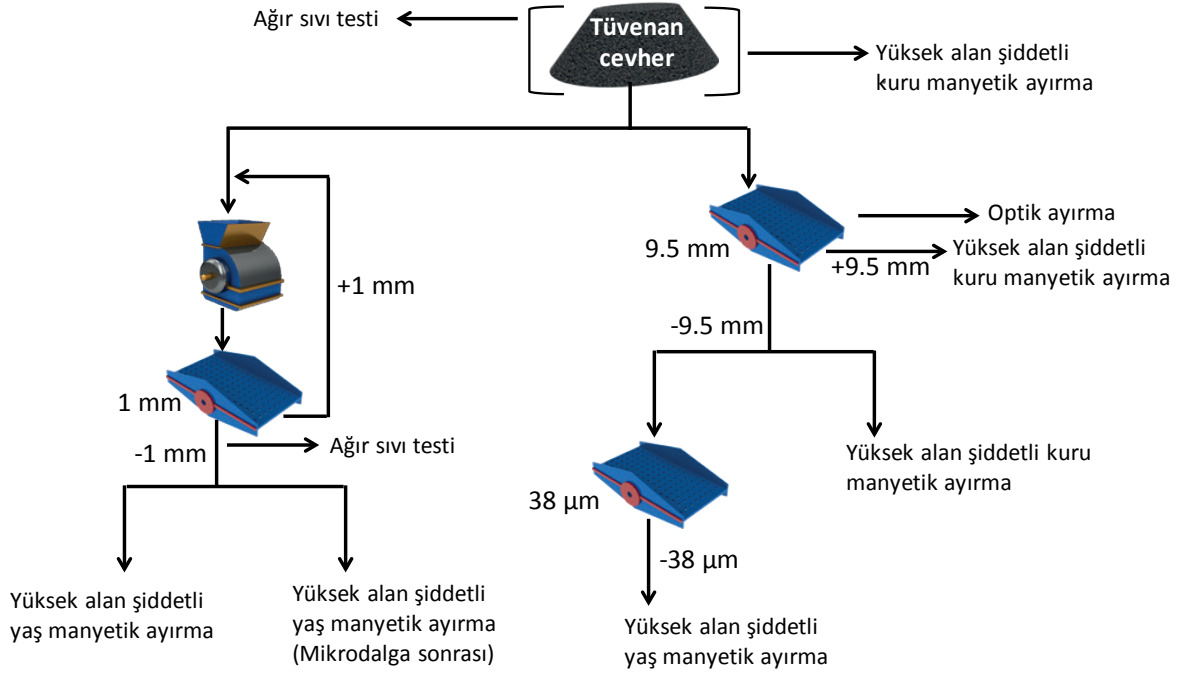 Ağır sıvı testi
Tüvenan
cevher
Yüksek alan şiddetli
kuru manyetik ayırma
Optik ayırma
9.5 mm
+9.5 mm
Yüksek alan şiddetli
kuru manyetik ayırma
+1 mm
-9.5 mm
1 mm
-1 mm
Ağır sıvı testi
Yüksek alan şiddetli kuru
manyetik ayırma
38 µm
-38 µm
Yüksek alan şiddetli
yaş manyetik ayırma
Yüksek alan şiddetli
yaş manyetik ayırma
(Mikrodalga sonrası)
Yüksek alan şiddetli
yaş manyetik ayırma